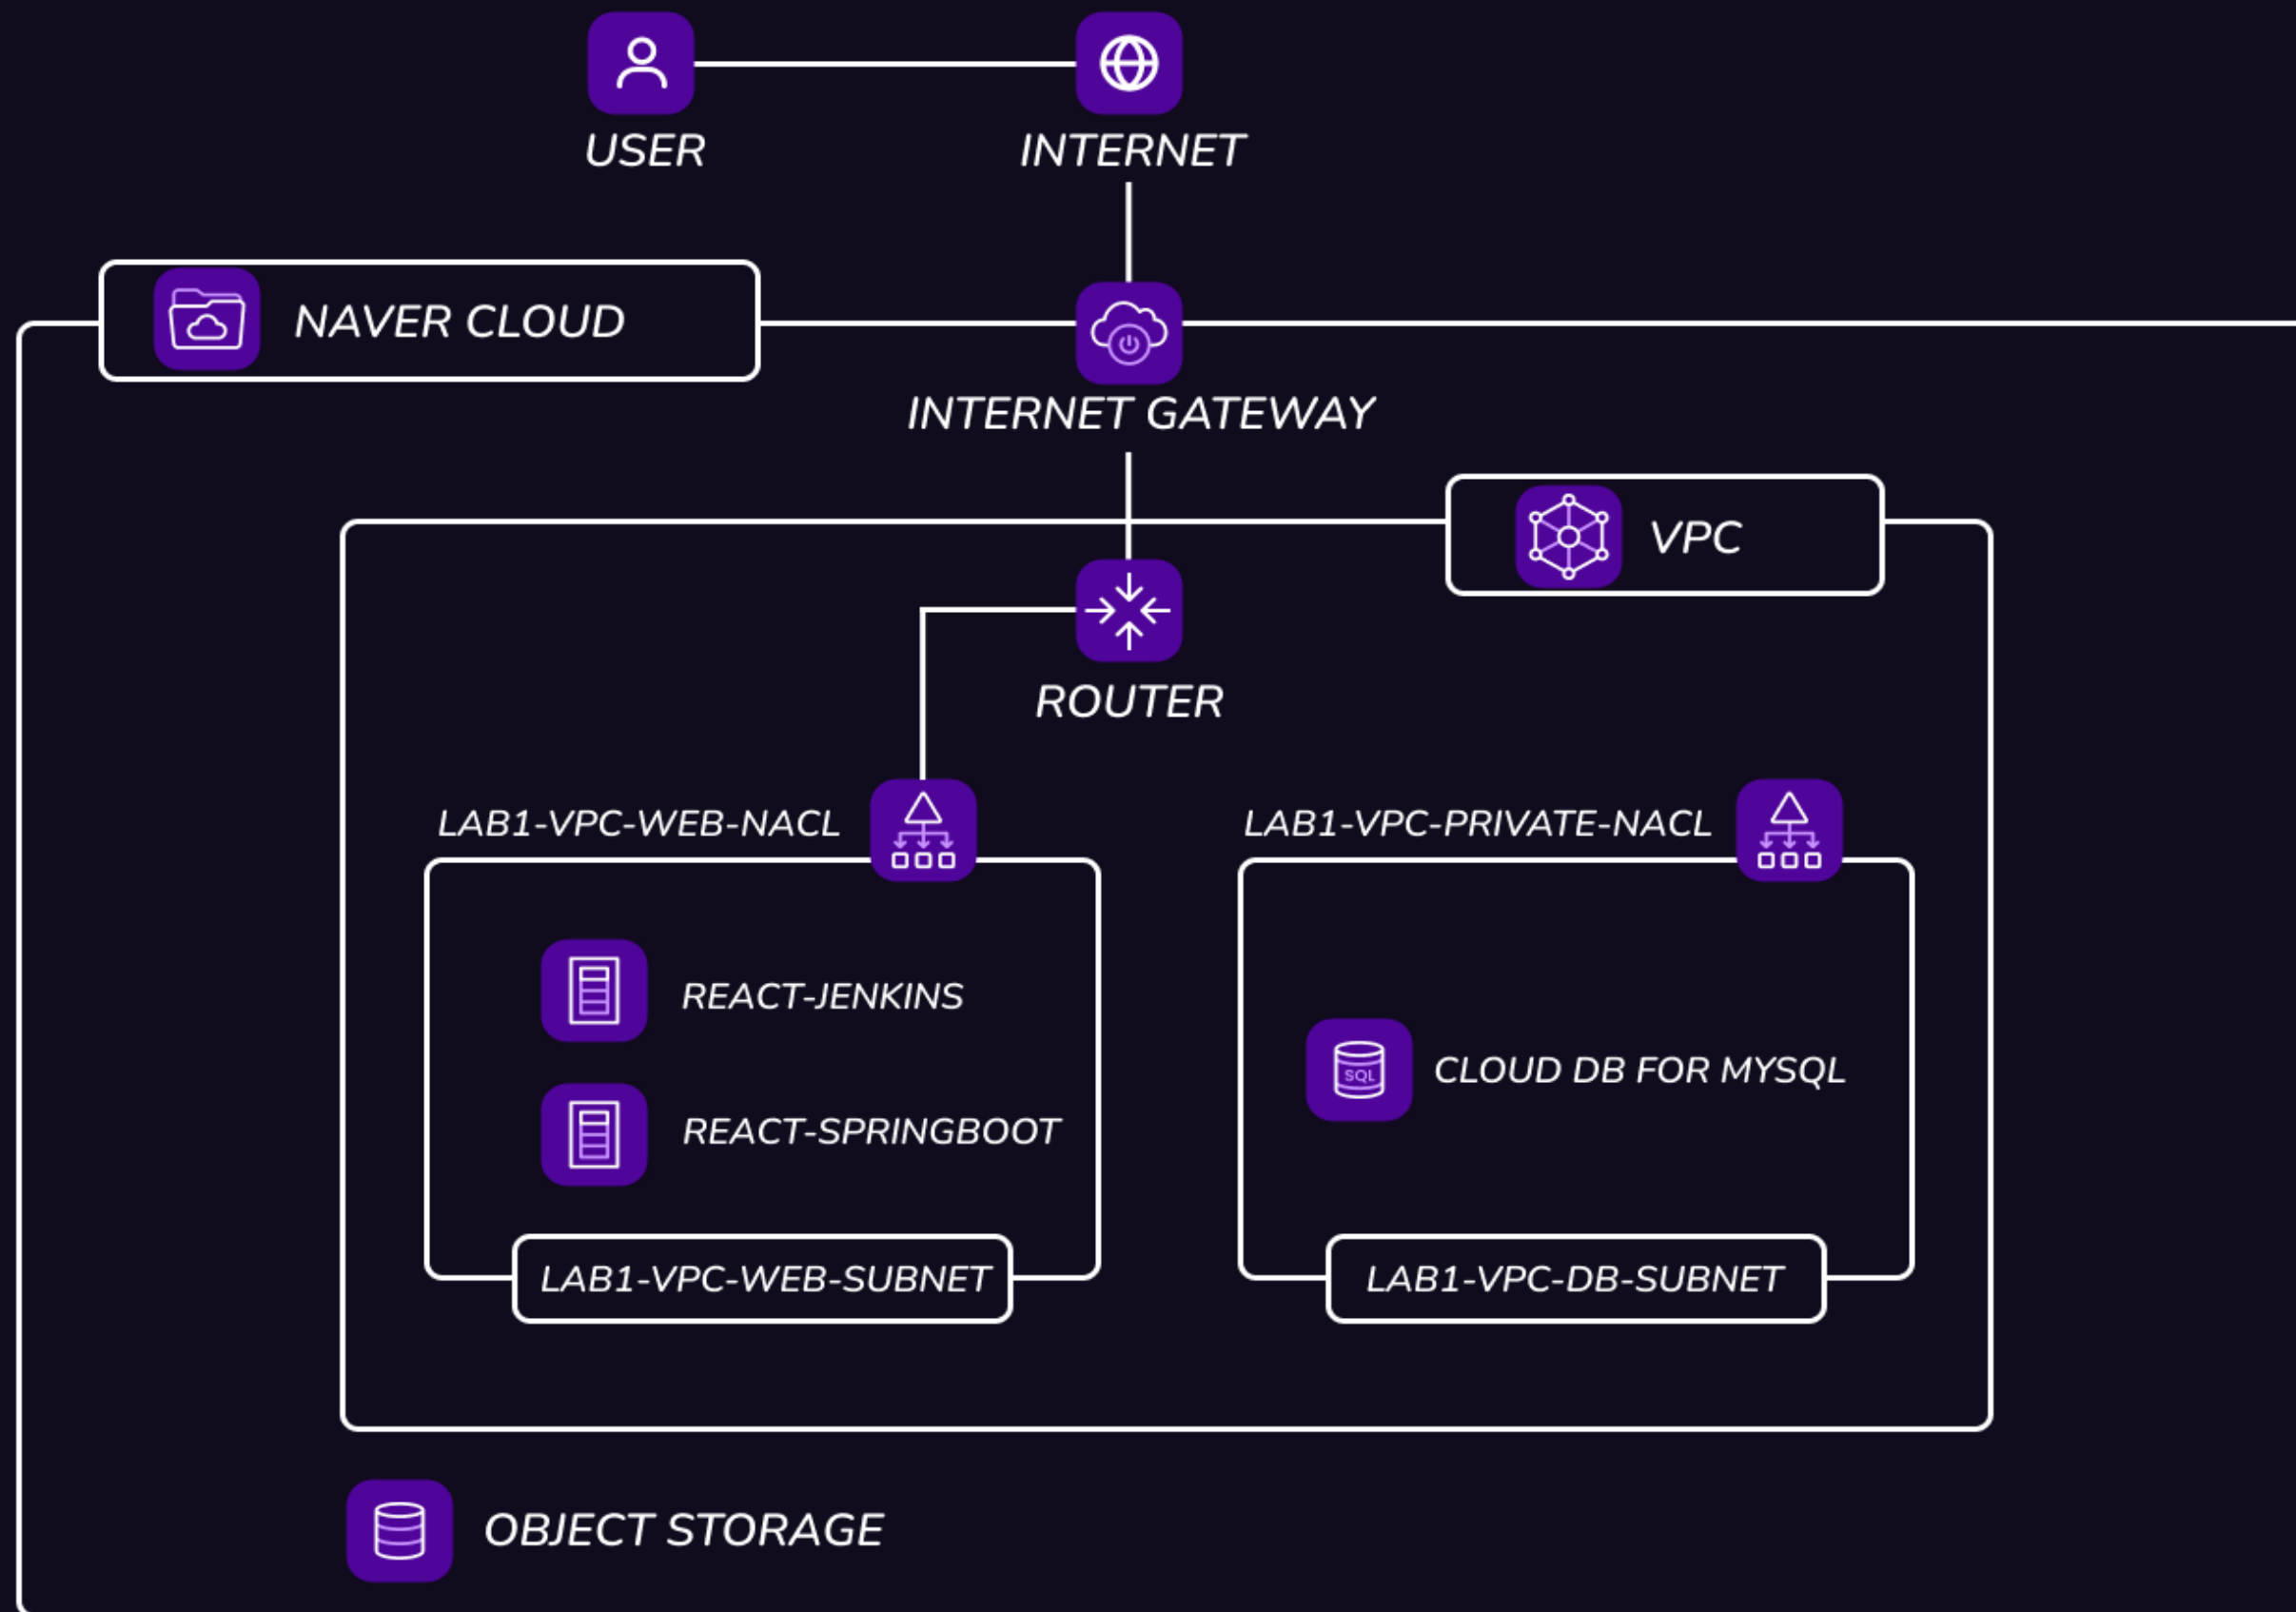 USER
INTERNET
NAVER CLOUD
INTERNET GATEWAY
VPC
ROUTER
LAB1-VPC-WEB-NACL
LAB1-VPC-PRIVATE-NACL
REACT-JENKINS
REACT-SPRINGBOOT
SQL
CLOUD DB FOR MYSQL
LAB1-VPC-WEB-SUBNET
LAB1-VPC-DB-SUBNET
OBJECT STORAGE